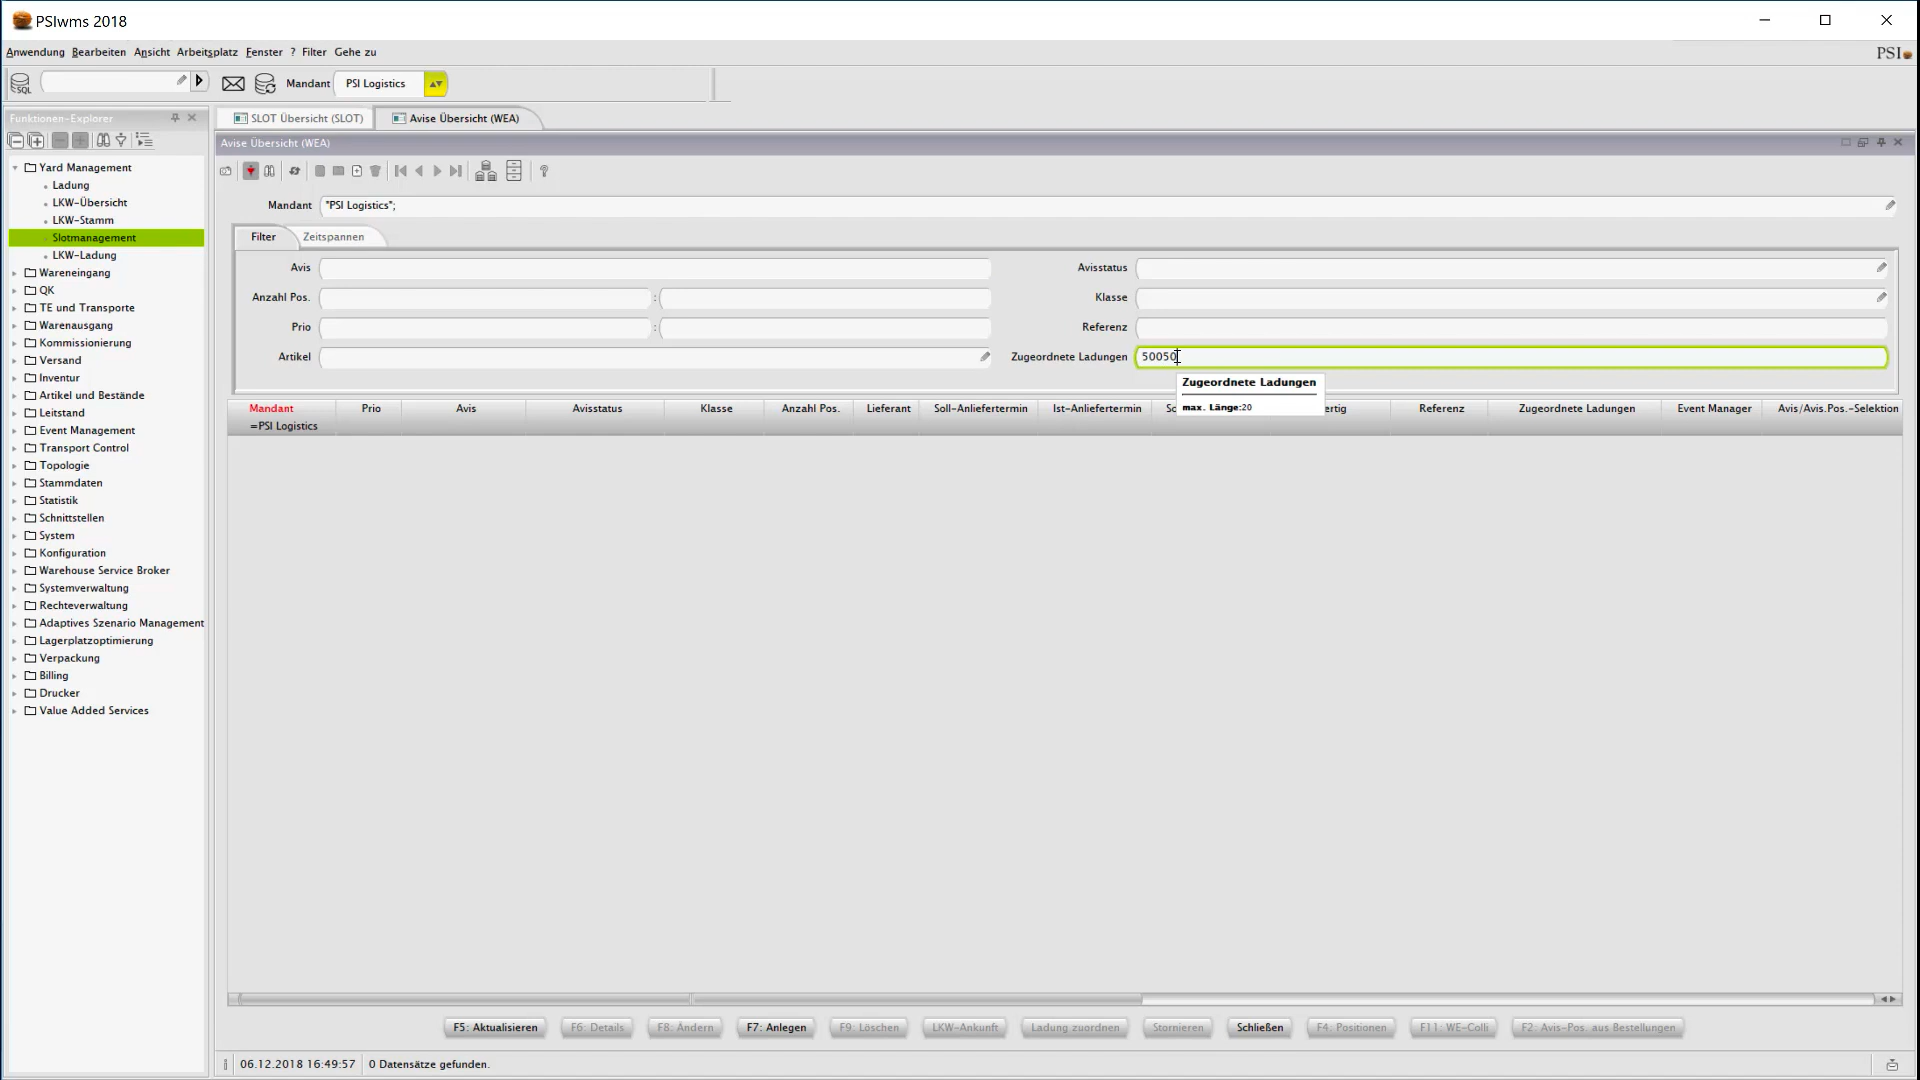 PSIwms 2018
Anwendung Bearbeiten Ansicht Arbeitsplatz Fenster ? Filter Gehe zu
PSI
SQL
Mandant PSI Logistics
Funktionen-Explorer
Yard Management
Ladung
LKW-Übersicht
LKW-Stamm
Slotmanagement
LKW-Ladung
Wareneingang
QK
TE und Transporte
Warenausgang
Kommissionierung
Versand
Inventur
Artikel und Bestände
Leitstand
Event Management
Transport Control
Topologie
Stammdaten
Statistik
Schnittstellen
System
Konfiguration
Warehouse Service Broker
Systemverwaltung
Rechteverwaltung
Adaptives Szenario Management
Lagerplatzoptimierung
Verpackung
Billing
Drucker
Value Added Services
SLOT Übersicht (SLOT) Avise Übersicht (WEA)
Avise Übersicht (WEA)
Mandant "PSI Logistics";
Filter Zeitspannen
Avis Avisstatus
Anzahl Pos. : Klasse
Prio : Referenz
Artikel Zugeordnete Ladungen 50050
Zugeordnete Ladungen
max. Länge:20
Mandant Prio Avis Avisstatus Klasse Anzahl Pos. Lieferant Soll-Anliefertermin Ist-Anliefertermin Referenz Zugeordnete Ladungen Event Manager Avis/Avis.Pos.-Selektion
=PSI Logistics
F5: Aktualisieren F6: Details F8: Ändern F7: Anlegen F9: Löschen LKW-Ankunft Ladung zuordnen Stornieren Schließen F4: Positionen F11: WE-Colli F2: Avis-Pos. aus Bestellungen
06.12.2018 16:49:57 0 Datensätze gefunden.